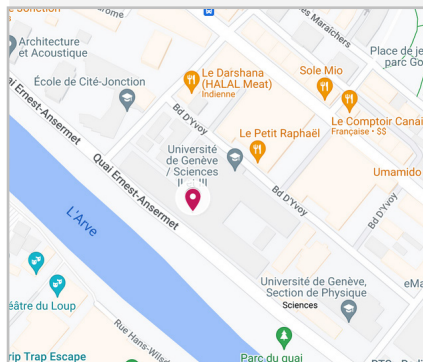 Jonction
Architecture
et Acoustique
École de Cité-Jonction
Le Darshana
(HALAL Meat)
Indienne
Sole Mio
Place de je
parc Go
Le Comptoir Canai
Française • $$
Bd D'Yvoy
Le Petit Raphaël
Université
de Genève
/ Sciences
Umamido
Quai Ernest-Ansermet
Quai Ernest-Ansermet
Bd D'Yvoy
Bd D'Yvoy
L'Arve
Université de Genève,
Section de Physique
Sciences
eMa
éâtre du Loup
Rue Hans-Wils
Parc du quai
rip Trap Escape